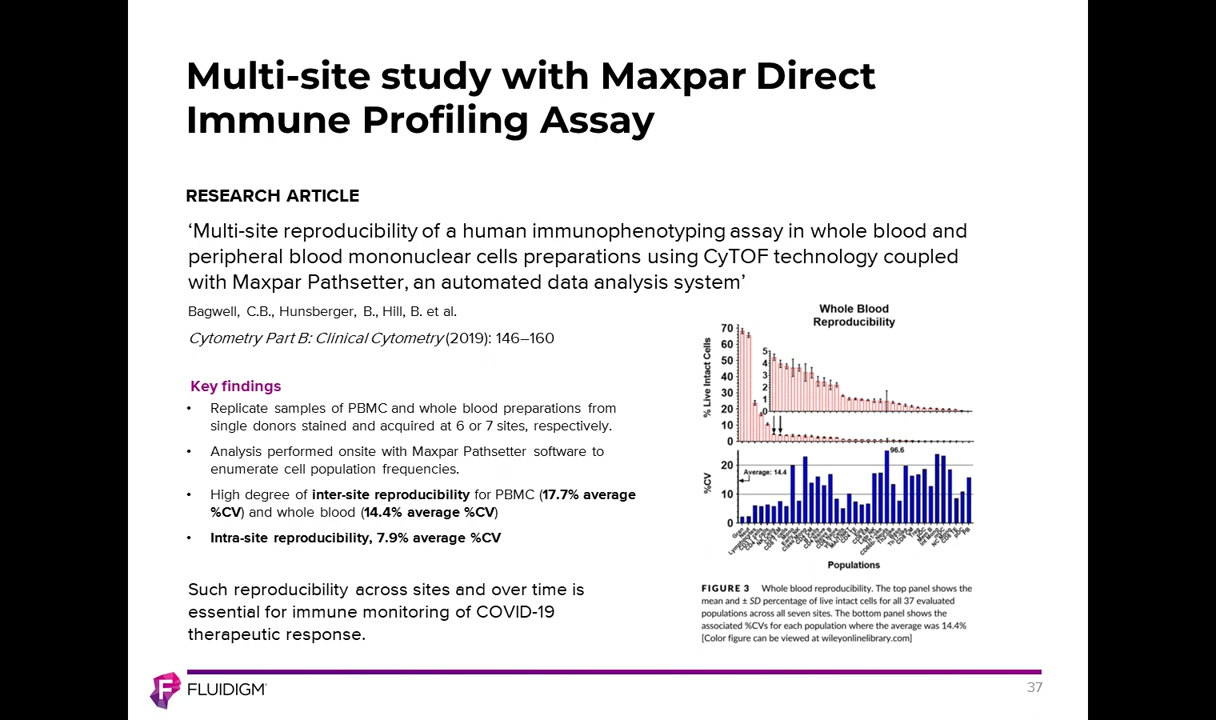 Multi-site study with Maxpar Direct
Immune Profiling Assay
RESEARCH ARTICLE
‘Multi-site reproducibility of a human immunophenotyping assay in whole blood and
peripheral blood mononuclear cells preparations using CyTOF technology coupled
with Maxpar Pathsetter, an automated data analysis system’
Bagwell, C.B., Hunsberger, B., Hill, B. et al.
Cytometry Part B: Clinical Cytometry (2019): 146–160
Key findings
• Replicate samples of PBMC and whole blood preparations from
single donors stained and acquired at 6 or 7 sites, respectively.
• Analysis performed onsite with Maxpar Pathsetter software to
enumerate cell population frequencies.
• High degree of inter-site reproducibility for PBMC (17.7% average
%CV) and whole blood (14.4% average %CV)
• Intra-site reproducibility, 7.9% average %CV
Such reproducibility across sites and over time is
essential for immune monitoring of COVID-19
therapeutic response.
Whole Blood
Reproducibility
% Live Intact Cells
70
60
50
40
30
20
10
0
5
4
3
2
1
0
%CV
20
10
0
Average: 14.4
96.6
Populations
FIGURE 3 Whole blood reproducibility. The top panel shows the
mean and ± SD percentage of live intact cells for all 37 evaluated
populations across all seven sites. The bottom panel shows the
associated %CVs for each population where the average was 14.4%
[Color figure can be viewed at wileyonlinelibrary.com]
FLUIDIGM
37